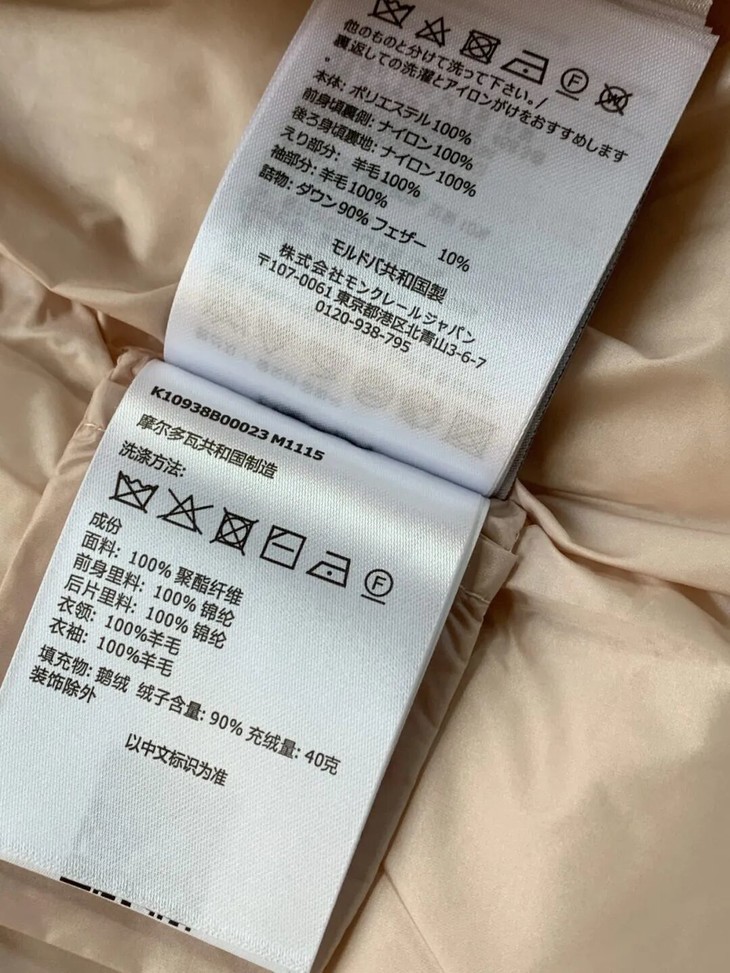 他のものと分けて洗って下さい。/
裏返しての洗濯とアイロンがけをおすすめします
。
本体: ポリエステル100%
前身頃裏側: ナイロン100%
後ろ身頃裏地: ナイロン100%
えり部分: 羊毛100%
袖部分: 羊毛100%
詰物: ダウン90% フェザー 10%
モルドバ共和国製
株式会社モンクレールジャパン
〒107-0061 東京都港区北青山3-6-7
0120-938-795
K10938B00023 M1115
摩尔多瓦共和国制造
洗涤方法:
成份
面料: 100% 聚酯纤维
前身里料: 100% 锦纶
后片里料: 100% 锦纶
衣领: 100%羊毛
衣袖: 100%羊毛
填充物: 鹅绒 绒子含量: 90% 充绒量: 40克
装饰除外
以中文标识为准